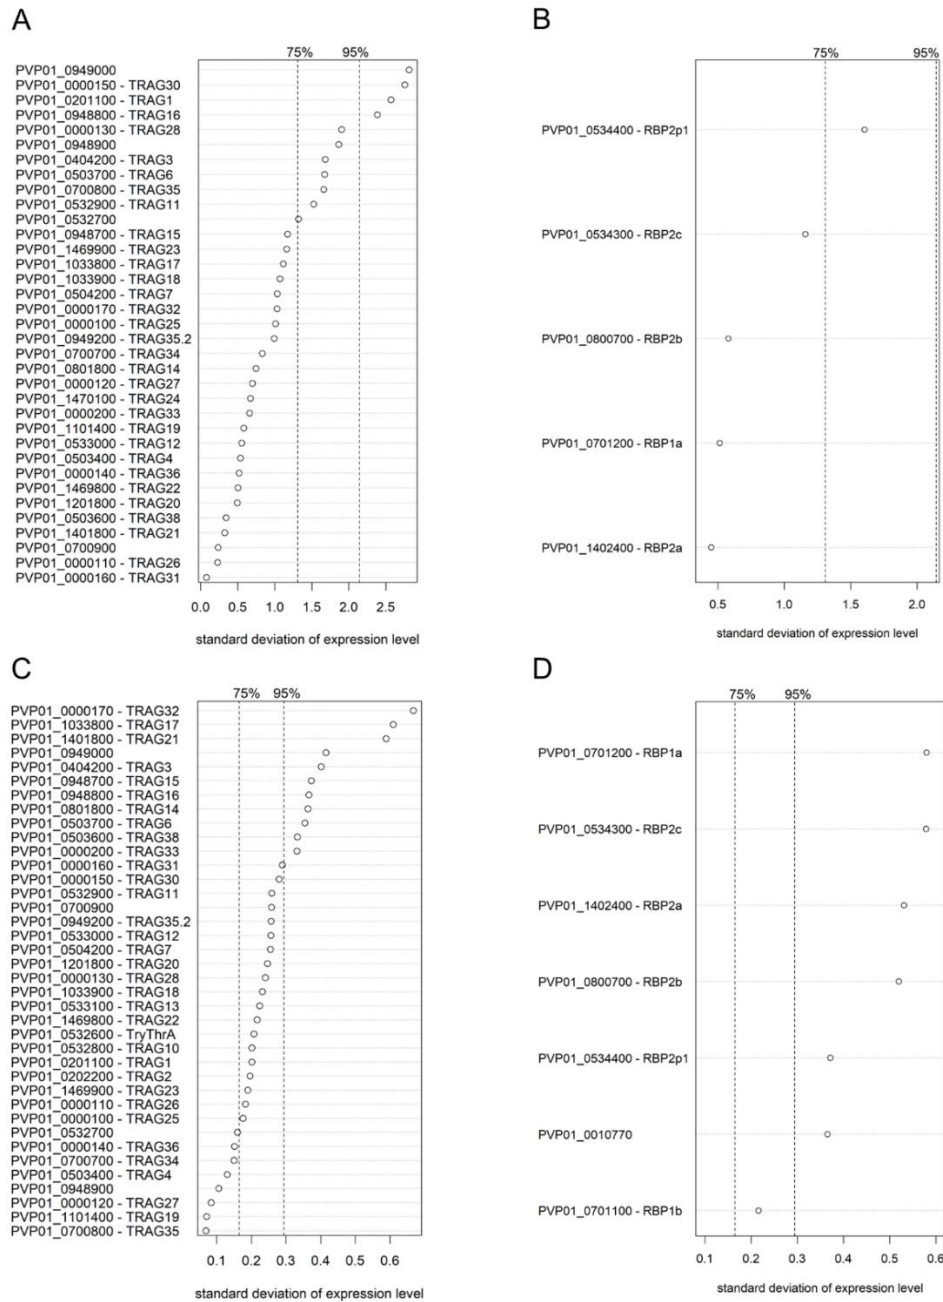 A
75% 95%
PVP01_0949000
PVP01_0000150 - TRAG30
PVP01_0201100 - TRAG1
PVP01_0948800 - TRAG16
PVP01_0000130 - TRAG28
PVP01_0948900
PVP01_0404200 - TRAG3
PVP01_0503700 - TRAG6
PVP01_0700800 - TRAG35
PVP01_0532900 - TRAG11
PVP01_0532700
PVP01_0948700 - TRAG15
PVP01_1469900 - TRAG23
PVP01_1033800 - TRAG17
PVP01_1033900 - TRAG18
PVP01_0504200 - TRAG7
PVP01_0000170 - TRAG32
PVP01_0000100 - TRAG25
PVP01_0949200 - TRAG35.2
PVP01_0700700 - TRAG34
PVP01_0801800 - TRAG14
PVP01_0000120 - TRAG27
PVP01_1470100 - TRAG24
PVP01_0000200 - TRAG33
PVP01_1101400 - TRAG19
PVP01_0533000 - TRAG12
PVP01_0503400 - TRAG4
PVP01_0000140 - TRAG36
PVP01_1469800 - TRAG22
PVP01_1201800 - TRAG20
PVP01_0503600 - TRAG38
PVP01_1401800 - TRAG21
PVP01_0700900
PVP01_0000110 - TRAG26
PVP01_0000160 - TRAG31
0.0 0.5 1.0 1.5 2.0 2.5
standard deviation of expression level
B
75% 95%
PVP01_0534400 - RBP2p1
PVP01_0534300 - RBP2c
PVP01_0800700 - RBP2b
PVP01_0701200 - RBP1a
PVP01_1402400 - RBP2a
0.5 1.0 1.5 2.0
standard deviation of expression level
C
75% 95%
PVP01_0000170 - TRAG32
PVP01_1033800 - TRAG17
PVP01_1401800 - TRAG21
PVP01_0949000
PVP01_0404200 - TRAG3
PVP01_0948700 - TRAG15
PVP01_0948800 - TRAG16
PVP01_0801800 - TRAG14
PVP01_0503700 - TRAG6
PVP01_0503600 - TRAG38
PVP01_0000200 - TRAG33
PVP01_0000160 - TRAG31
PVP01_0000150 - TRAG30
PVP01_0532900 - TRAG11
PVP01_0700900
PVP01_0949200 - TRAG35.2
PVP01_0533000 - TRAG12
PVP01_0504200 - TRAG7
PVP01_1201800 - TRAG20
PVP01_0000130 - TRAG28
PVP01_1033900 - TRAG18
PVP01_0533100 - TRAG13
PVP01_1469800 - TRAG22
PVP01_0532600 - TryThrA
PVP01_0532800 - TRAG10
PVP01_0201100 - TRAG1
PVP01_0202200 - TRAG2
PVP01_1469900 - TRAG23
PVP01_0000110 - TRAG26
PVP01_0000100 - TRAG25
PVP01_0532700
PVP01_0000140 - TRAG36
PVP01_0700700 - TRAG34
PVP01_0503400 - TRAG4
PVP01_0948900
PVP01_0000120 - TRAG27
PVP01_1101400 - TRAG19
PVP01_0700800 - TRAG35
0.1 0.2 0.3 0.4 0.5 0.6
standard deviation of expression level
D
75% 95%
PVP01_0701200 - RBP1a
PVP01_0534300 - RBP2c
PVP01_1402400 - RBP2a
PVP01_0800700 - RBP2b
PVP01_0534400 - RBP2p1
PVP01_0010770
PVP01_0701100 - RBP1b
0.1 0.2 0.3 0.4 0.5 0.6
standard deviation of expression level